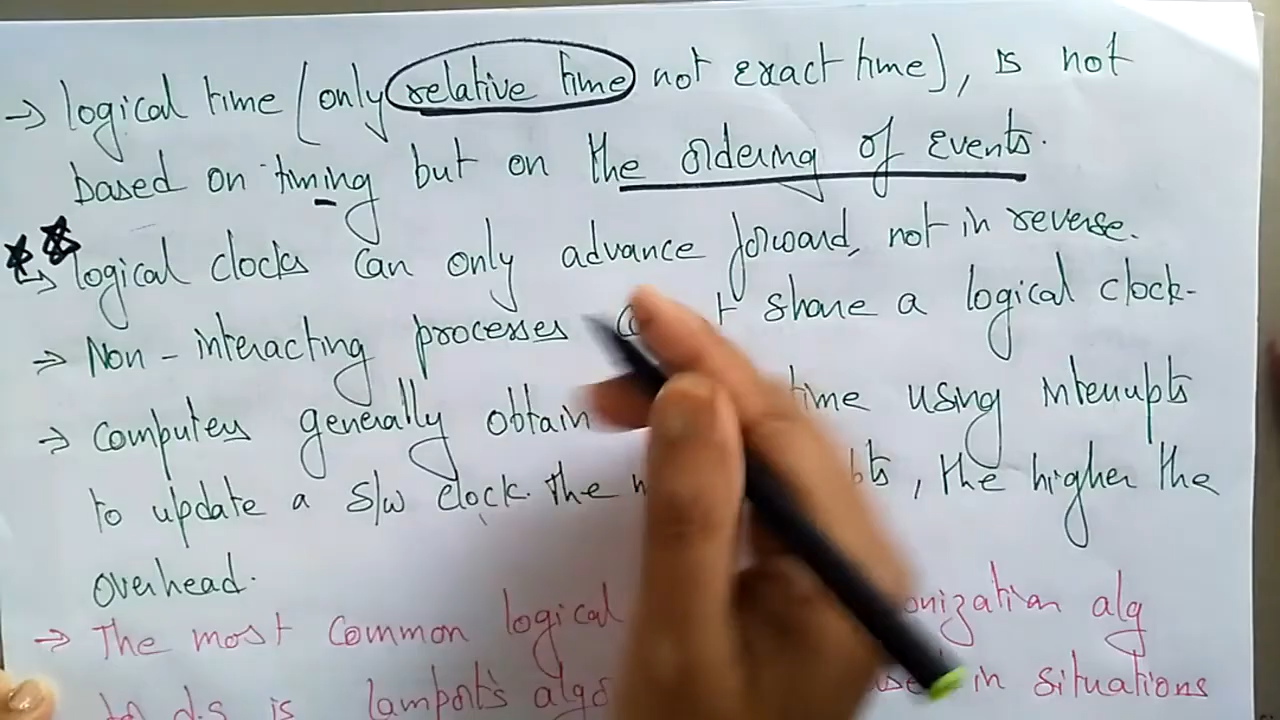 → logical time (only relative time not exact time), is not
based on timing but on the ordering of events.
→ logical clocks can only advance forward, not in reverse.
→ Non-interacting processes share a logical clock.
→ Computers generally obtain time using interrupts
to update a s/w clock. The , the higher the
overhead.
→ The most common logical alg
d.s is lamport's in situations